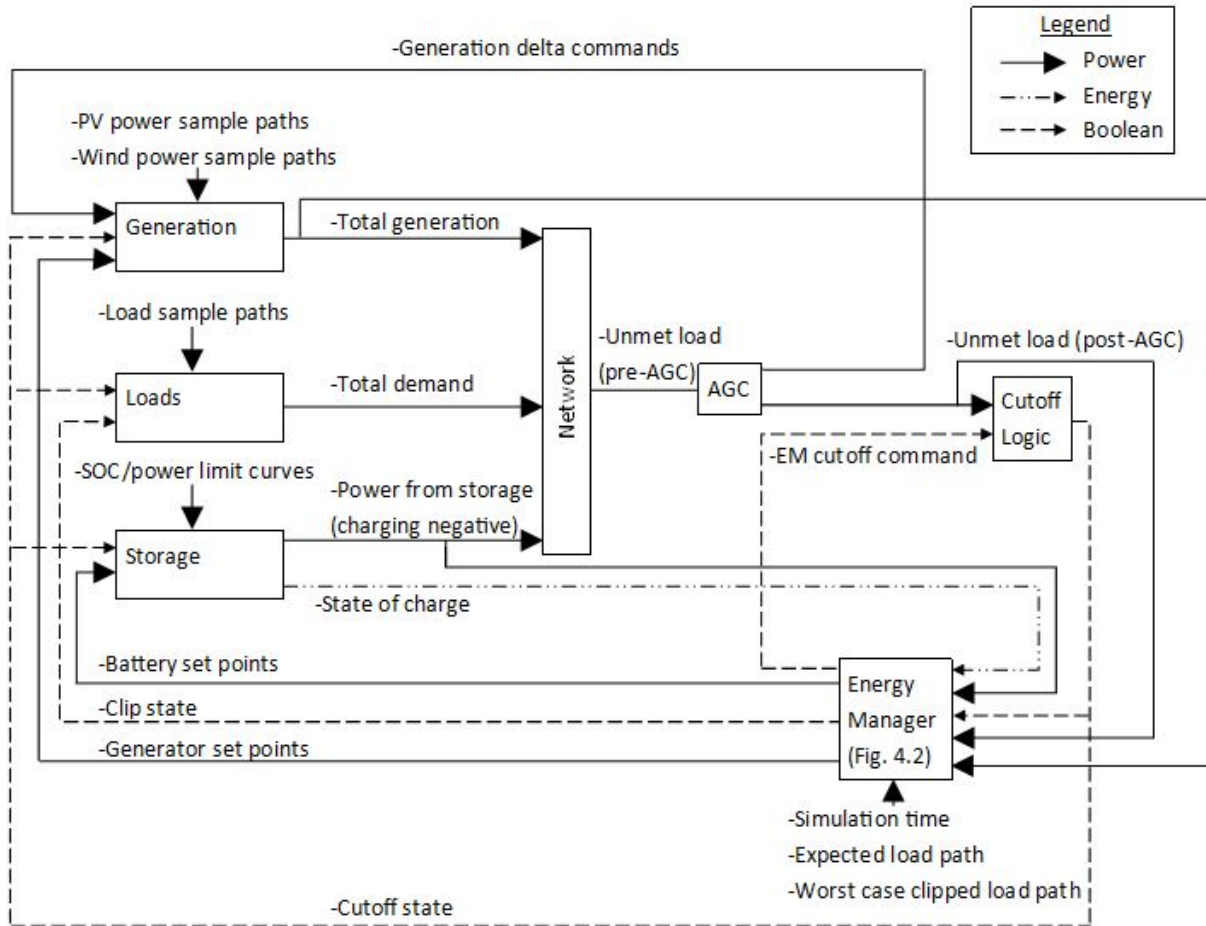 Legend
Power
Energy
Boolean
-Generation delta commands
-PV power sample paths
-Wind power sample paths
Generation
-Total generation
-Load sample paths
Loads
-Total demand
-SOC/power limit curves
Storage
-Power from storage
(charging negative)
-State of charge
Network
-Unmet load
(pre-AGC)
AGC
-Unmet load (post-AGC)
Cutoff
Logic
-EM cutoff command
-Battery set points
-Clip state
-Generator set points
Energy
Manager
(Fig. 4.2)
-Simulation time
-Expected load path
-Worst case clipped load path
-Cutoff state